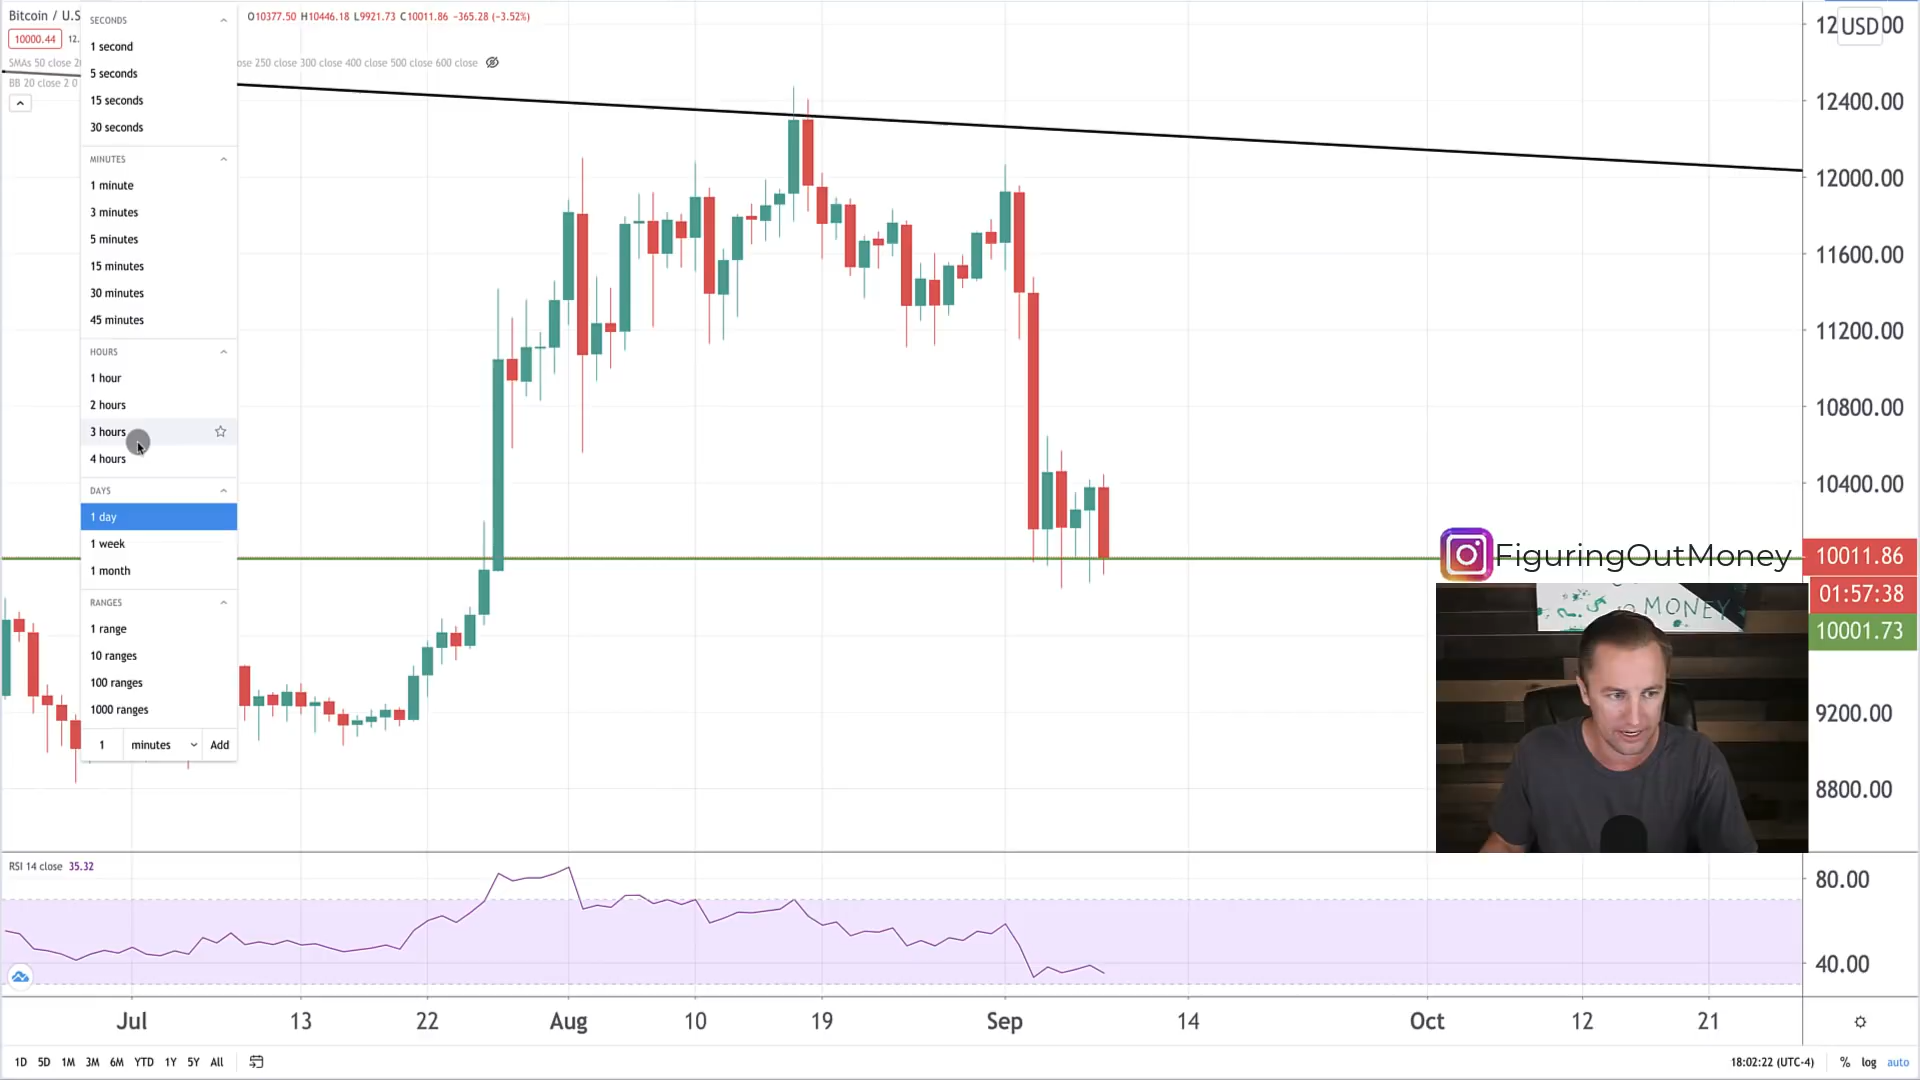 Bitcoin / U.S
O10377.50 H10446.18 L9921.73 C10011.86 −365.28 (−3.52%)
10000.44
12.
SMAs 50 close 2
ose 250 close 300 close 400 close 500 close 600 close
BB 20 close 2 0
SECONDS
1 second
5 seconds
15 seconds
30 seconds
MINUTES
1 minute
3 minutes
5 minutes
15 minutes
30 minutes
45 minutes
HOURS
1 hour
2 hours
3 hours
4 hours
DAYS
1 day
1 week
1 month
RANGES
1 range
10 ranges
100 ranges
1000 ranges
1 minutes Add
USD
12400.00
12000.00
11600.00
11200.00
10800.00
10400.00
10011.86
01:57:38
10001.73
9200.00
8800.00
FiguringOutMoney
MONEY
RSI 14 close 35.32
80.00
40.00
Jul 13 22 Aug 10 19 Sep 14 Oct 12 21
1D 5D 1M 3M 6M YTD 1Y 5Y All
18:02:22 (UTC-4) % log auto